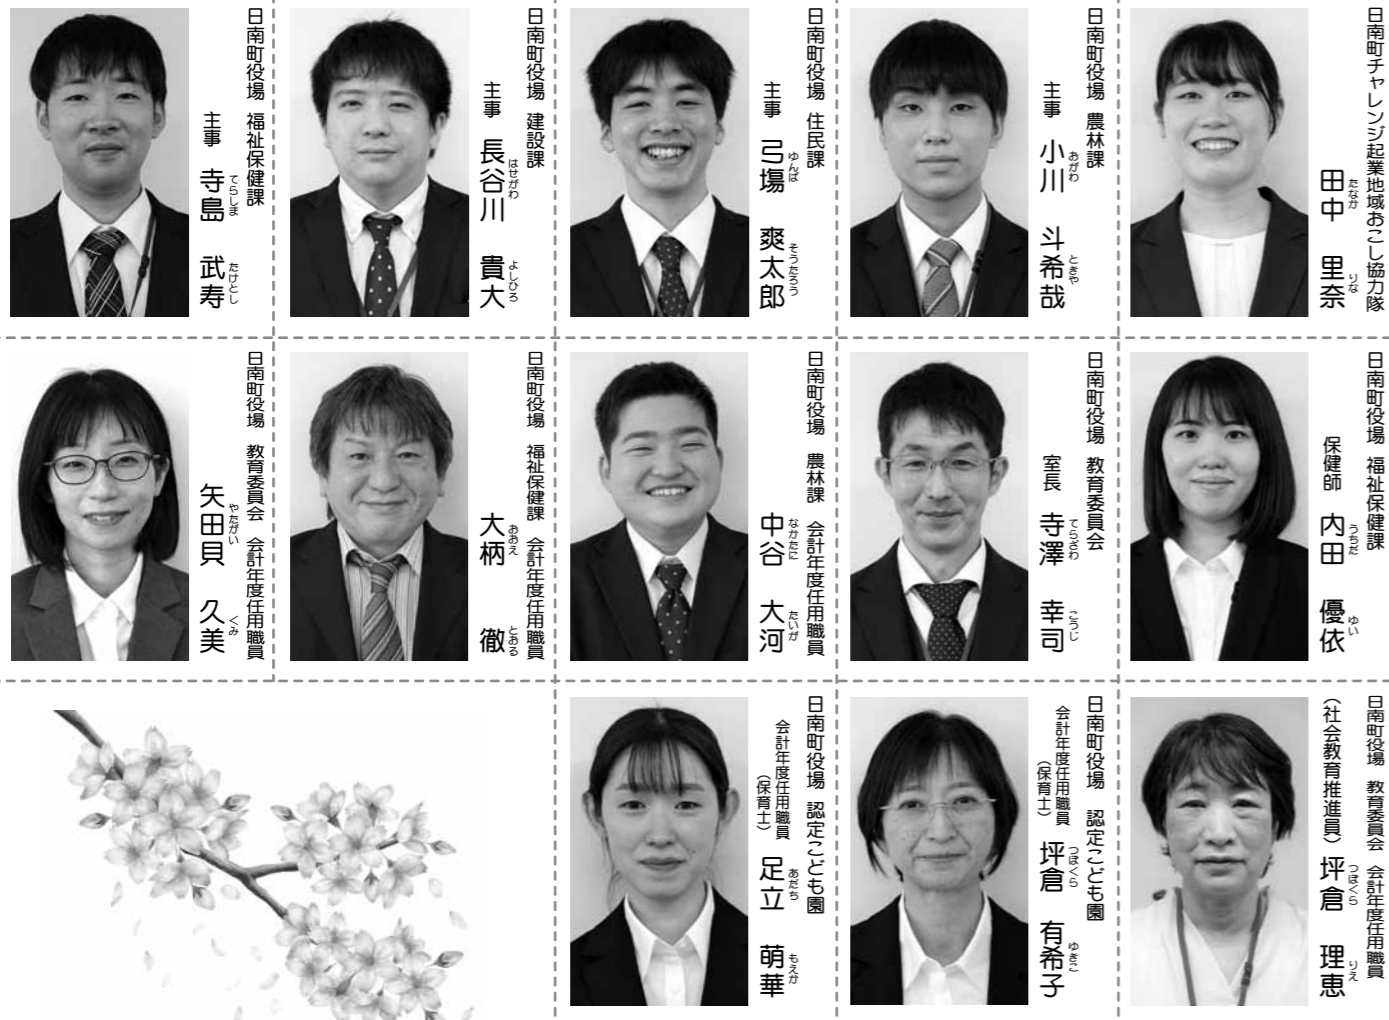 日南町チャレンジ起業地域おこし協力隊
田中 里奈
たなか りな
日南町役場 農林課
主事 小川 斗希哉
おがわ ときや
日南町役場 住民課
主事 弓塲 爽太郎
ゆんば そうたろう
日南町役場 建設課
主事 長谷川 貴大
はせがわ よしひろ
日南町役場 福祉保健課
主事 寺島 武寿
てらしま たけとし
日南町役場 福祉保健課
保健師 内田 優依
うちだ ゆい
日南町役場 教育委員会
室長 寺澤 幸司
てらさわ こうじ
日南町役場 農林課 会計年度任用職員
中谷 大河
なかたに たいが
日南町役場 福祉保健課 会計年度任用職員
大柄 徹
おおえ とおる
日南町役場 教育委員会 会計年度任用職員
矢田貝 久美
やたがい くみ
日南町役場 教育委員会 会計年度任用職員
（社会教育推進員） 坪倉 理恵
つぼくら りえ
日南町役場 認定こども園
会計年度任用職員
（保育士）
坪倉 有希子
つぼくら ゆきこ
日南町役場 認定こども園
会計年度任用職員
（保育士）
足立 萌華
あだち もえか